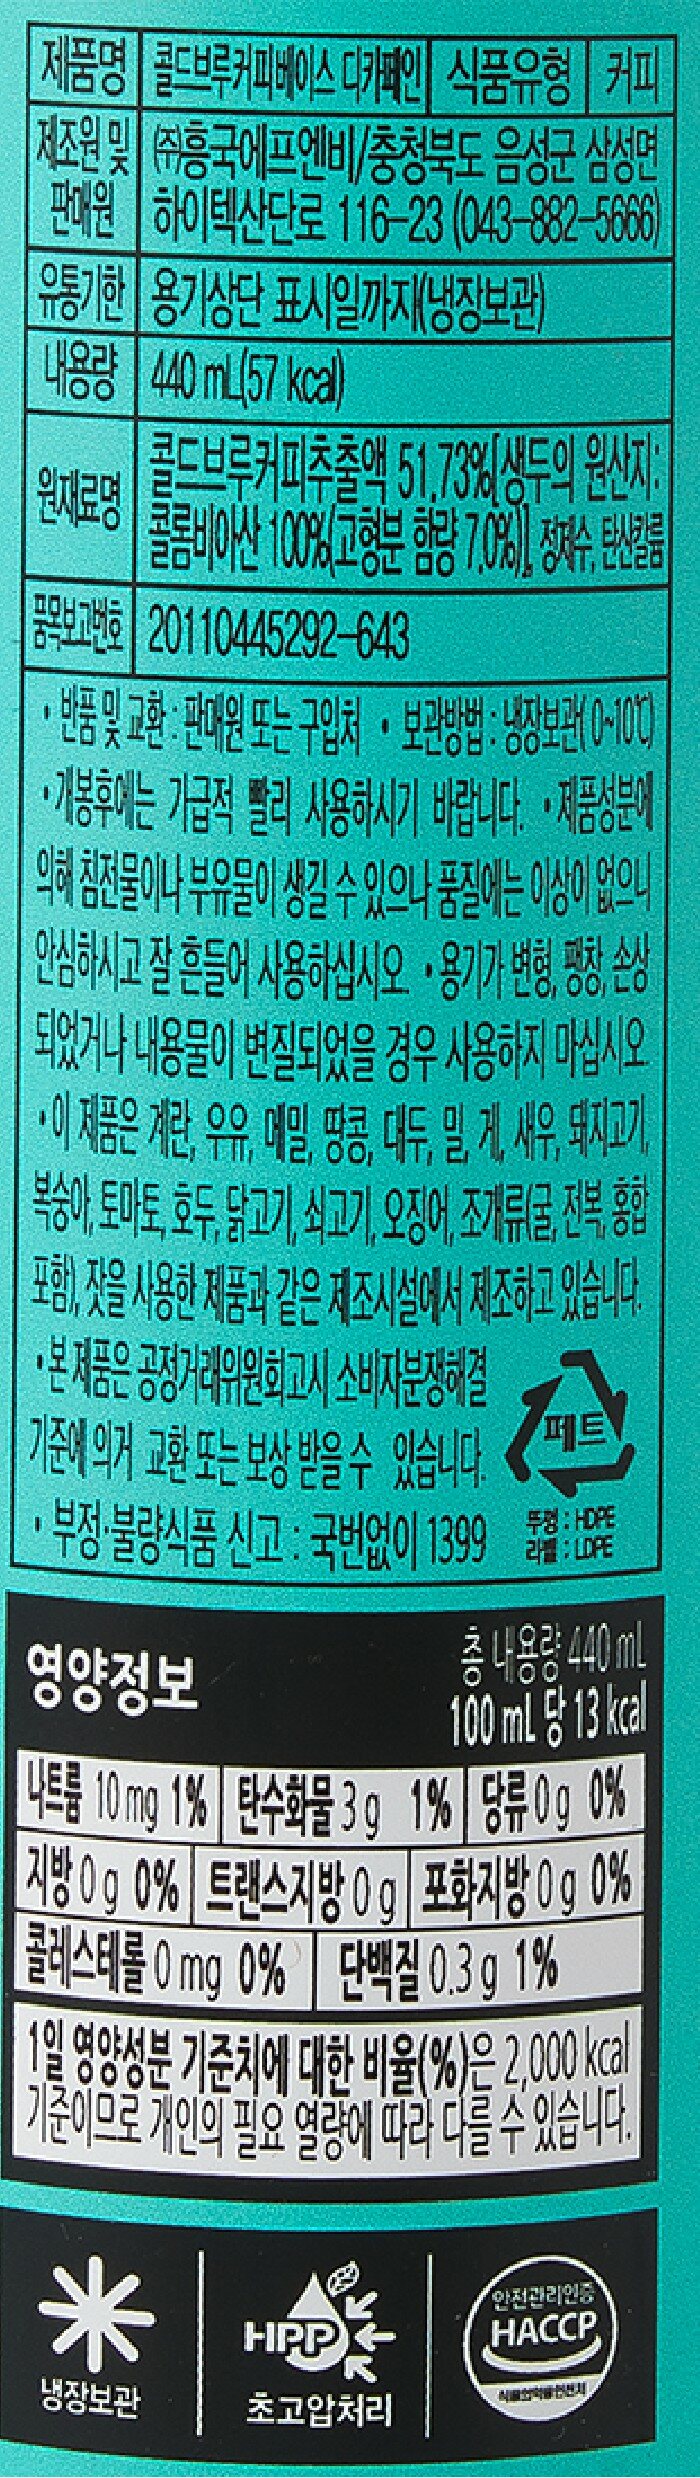 제품명 콜드브루커피베이스 디카페인 식품유형 커피
제조원 및 판매원 ㈜흥국에프엔비/충청북도 음성군 삼성면
하이텍산단로 116-23 (043-882-5666)
유통기한 용기상단 표시일까지(냉장보관)
내용량 440 mL(57 kcal)
원재료명 콜드브루커피추출액 51.73%[생두의 원산지:
콜롬비아산 100%(고형분 함량 7.0%)], 정제수, 탄산칼륨
품목보고번호 20110445292-643
• 반품 및 교환 : 판매원 또는 구입처 • 보관방법 : 냉장보관( 0~10℃)
• 개봉후에는 가급적 빨리 사용하시기 바랍니다. • 제품성분에
의해 침전물이나 부유물이 생길 수 있으나 품질에는 이상이 없으니
안심하시고 잘 흔들어 사용하십시오. • 용기가 변형, 팽창, 손상
되었거나 내용물이 변질되었을 경우 사용하지 마십시오.
• 이 제품은 계란, 우유, 메밀, 땅콩, 대두, 밀, 게, 새우, 돼지고기,
복숭아, 토마토, 호두, 닭고기, 쇠고기, 오징어, 조개류(굴, 전복, 홍합
포함), 잣을 사용한 제품과 같은 제조시설에서 제조하고 있습니다.
• 본 제품은 공정거래위원회고시 소비자분쟁해결
기준에 의거 교환 또는 보상 받을 수 있습니다.
• 부정·불량식품 신고 : 국번없이 1399
페트
뚜껑 : HDPE
라벨 : LDPE
영양정보
총 내용량 440 mL
100 mL 당 13 kcal
나트륨 10 mg 1% 탄수화물 3 g 1% 당류 0 g 0%
지방 0 g 0% 트랜스지방 0 g 포화지방 0 g 0%
콜레스테롤 0 mg 0% 단백질 0.3 g 1%
1일 영양성분 기준치에 대한 비율(%)은 2,000 kcal
기준이므로 개인의 필요 열량에 따라 다를 수 있습니다.
냉장보관
HPP
초고압처리
안전관리인증
HACCP
식품의약품안전처